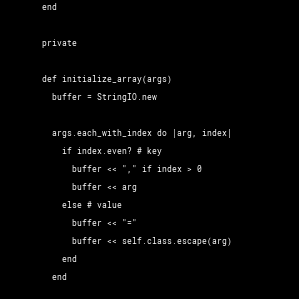 end
private
def initialize_array(args)
buffer = StringIO.new
args.each_with_index do |arg, index|
if index.even? # key
buffer << "," if index > 0
buffer << arg
else # value
buffer << "="
buffer << self.class.escape(arg)
end
end